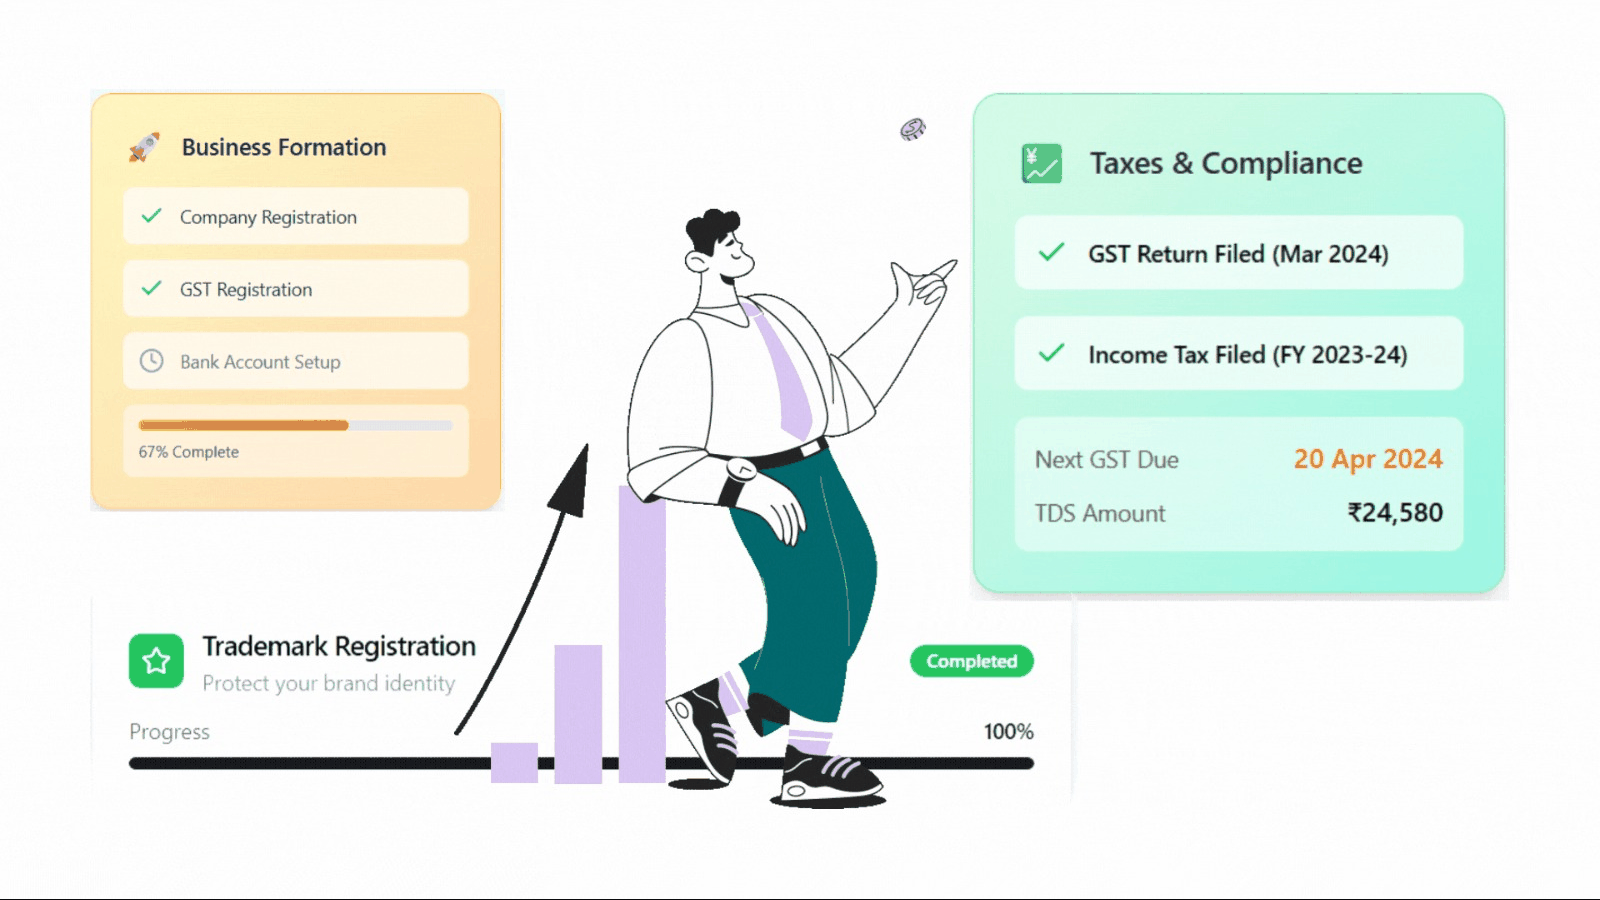 Business Formation
Company Registration
GST Registration
Bank Account Setup
67% Complete
Taxes & Compliance
GST Return Filed (Mar 2024)
Income Tax Filed (FY 2023-24)
Next GST Due 20 Apr 2024
TDS Amount ₹24,580
Trademark Registration
Completed
Protect your brand identity
Progress 100%